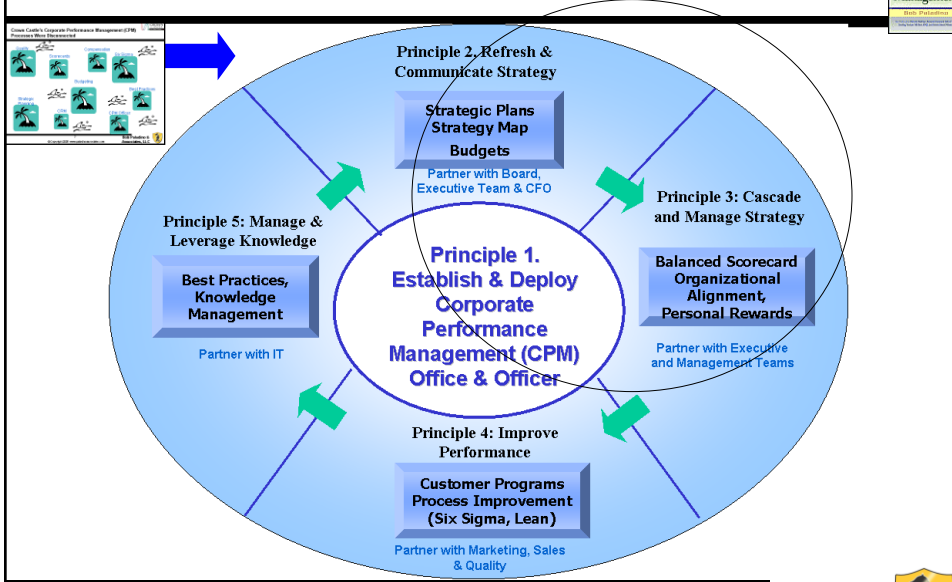 Crown Castle's Corporate Performance Management (CPM)
Processes Were Disconnected
Bob Paladino
Principle 2. Refresh &
Communicate Strategy
Strategic Plans
Strategy Map
Budgets
Partner with Board,
Executive Team & CFO
Principle 3: Cascade
and Manage Strategy
Balanced Scorecard
Organizational
Alignment,
Personal Rewards
Partner with Executive
and Management Teams
Principle 5: Manage &
Leverage Knowledge
Best Practices,
Knowledge
Management
Partner with IT
Principle 1.
Establish & Deploy
Corporate
Performance
Management (CPM)
Office & Officer
Principle 4: Improve
Performance
Customer Programs
Process Improvement
(Six Sigma, Lean)
Partner with Marketing, Sales
& Quality